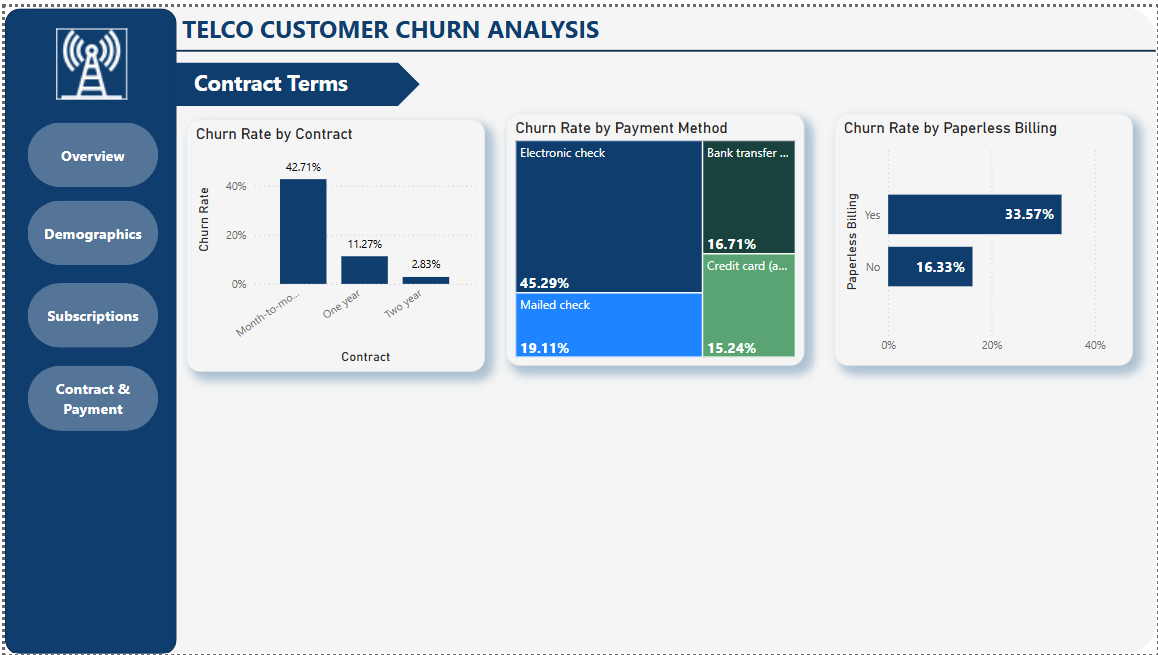 TELCO CUSTOMER CHURN ANALYSIS
Contract Terms
Overview
Demographics
Subscriptions
Contract &
Payment
Churn Rate by Contract
Churn Rate
40%
20%
0%
42.71%
11.27%
2.83%
Month-to-mo...
One year
Two year
Contract
Churn Rate by Payment Method
Electronic check
45.29%
Mailed check
19.11%
Bank transfer ...
16.71%
Credit card (a...
15.24%
Churn Rate by Paperless Billing
Paperless Billing
Yes
33.57%
No
16.33%
0%
20%
40%